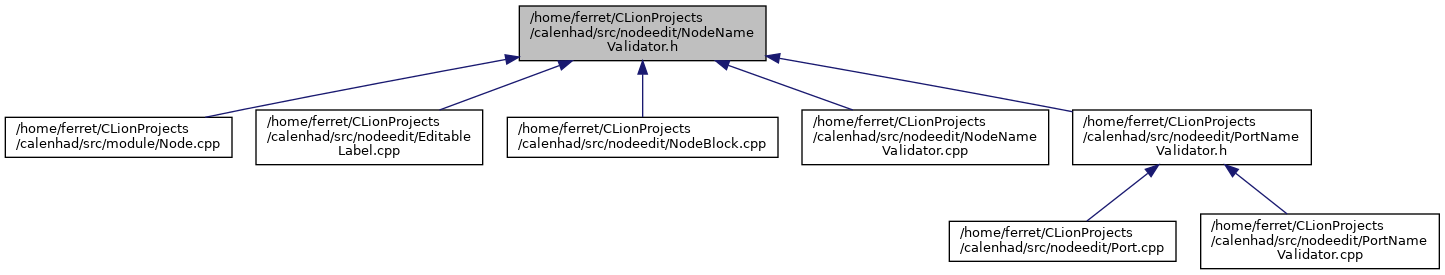 /home/ferret/CLionProjects
/calenhad/src/nodeedit/NodeName
Validator.h
/home/ferret/CLionProjects
/calenhad/src/module/Node.cpp
/home/ferret/CLionProjects
/calenhad/src/nodeedit/Editable
Label.cpp
/home/ferret/CLionProjects
/calenhad/src/nodeedit/NodeBlock.cpp
/home/ferret/CLionProjects
/calenhad/src/nodeedit/NodeName
Validator.cpp
/home/ferret/CLionProjects
/calenhad/src/nodeedit/PortName
Validator.h
/home/ferret/CLionProjects
/calenhad/src/nodeedit/Port.cpp
/home/ferret/CLionProjects
/calenhad/src/nodeedit/PortName
Validator.cpp